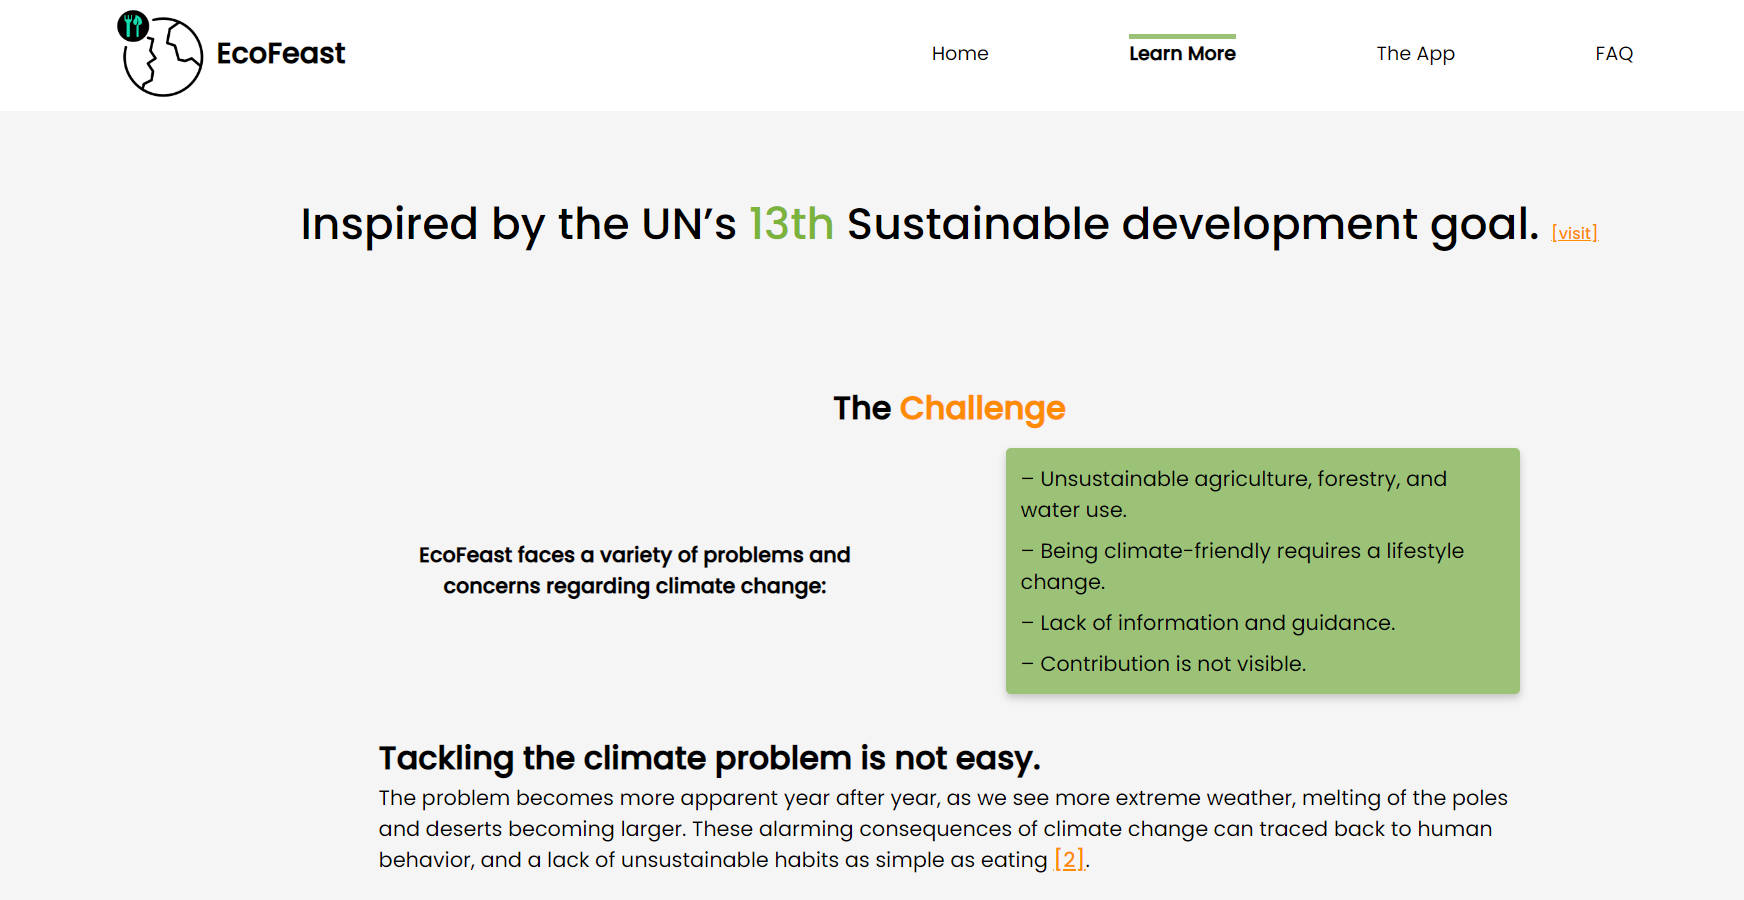 EcoFeast
Home
Learn More
The App
FAQ
Inspired by the UN’s 13th Sustainable development goal. [visit]
The Challenge
EcoFeast faces a variety of problems and
concerns regarding climate change:
– Unsustainable agriculture, forestry, and
water use.
– Being climate-friendly requires a lifestyle
change.
– Lack of information and guidance.
– Contribution is not visible.
Tackling the climate problem is not easy.
The problem becomes more apparent year after year, as we see more extreme weather, melting of the poles
and deserts becoming larger. These alarming consequences of climate change can traced back to human
behavior, and a lack of unsustainable habits as simple as eating [2].